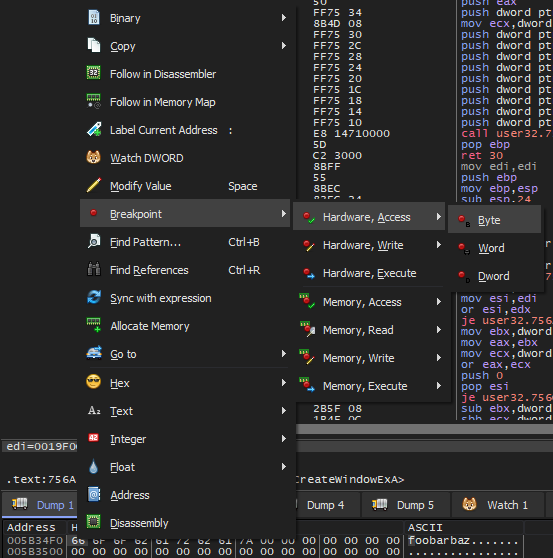 Binary
Copy
Follow in Disassembler
Follow in Memory Map
Label Current Address :
Watch DWORD
Modify Value Space
Breakpoint
Find Pattern... Ctrl+B
Find References Ctrl+R
Sync with expression
Allocate Memory
Go to
Hex
Text
Integer
Float
Address
Disassembly
Hardware, Access
Hardware, Write
Hardware, Execute
Memory, Access
Memory, Read
Memory, Write
Memory, Execute
Byte
Word
Dword
50 push eax
FF75 34 push dword pt
8B4D 08 mov ecx,dword
FF75 30 push dword pt
FF75 2C push dword pt
FF75 28 push dword pt
FF75 24 push dword pt
FF75 20 push dword pt
FF75 1C push dword pt
FF75 18 push dword pt
FF75 14 push dword pt
FF75 10 push dword pt
E8 14710000 call user32.7
5D pop ebp
C2 3000 ret 30
8BFF mov edi,edi
55 push ebp
8BEC mov ebp,esp
sub esp,24
mov esi,edi
or esi,edx
je user32.756
mov ebx,dword
mov eax,ebx
mov ecx,dword
or eax,ecx
push 0
pop esi
je user32.756
2B5F 08 sub ebx,dword
sbb ecx,dword
edi=0019F0
.text:756A
CreateWindowExA>
Dump 1
Dump 4
Dump 5
Watch 1
Address H ASCII
005B34F0 66 6F 6F 62 61 72 62 61 7A 00 00 00 00 00 00 00 foobarbaz.......
005B3500 00 00 00 00 00 00 00 00 00 00 00 00 00 00 00 00 ................